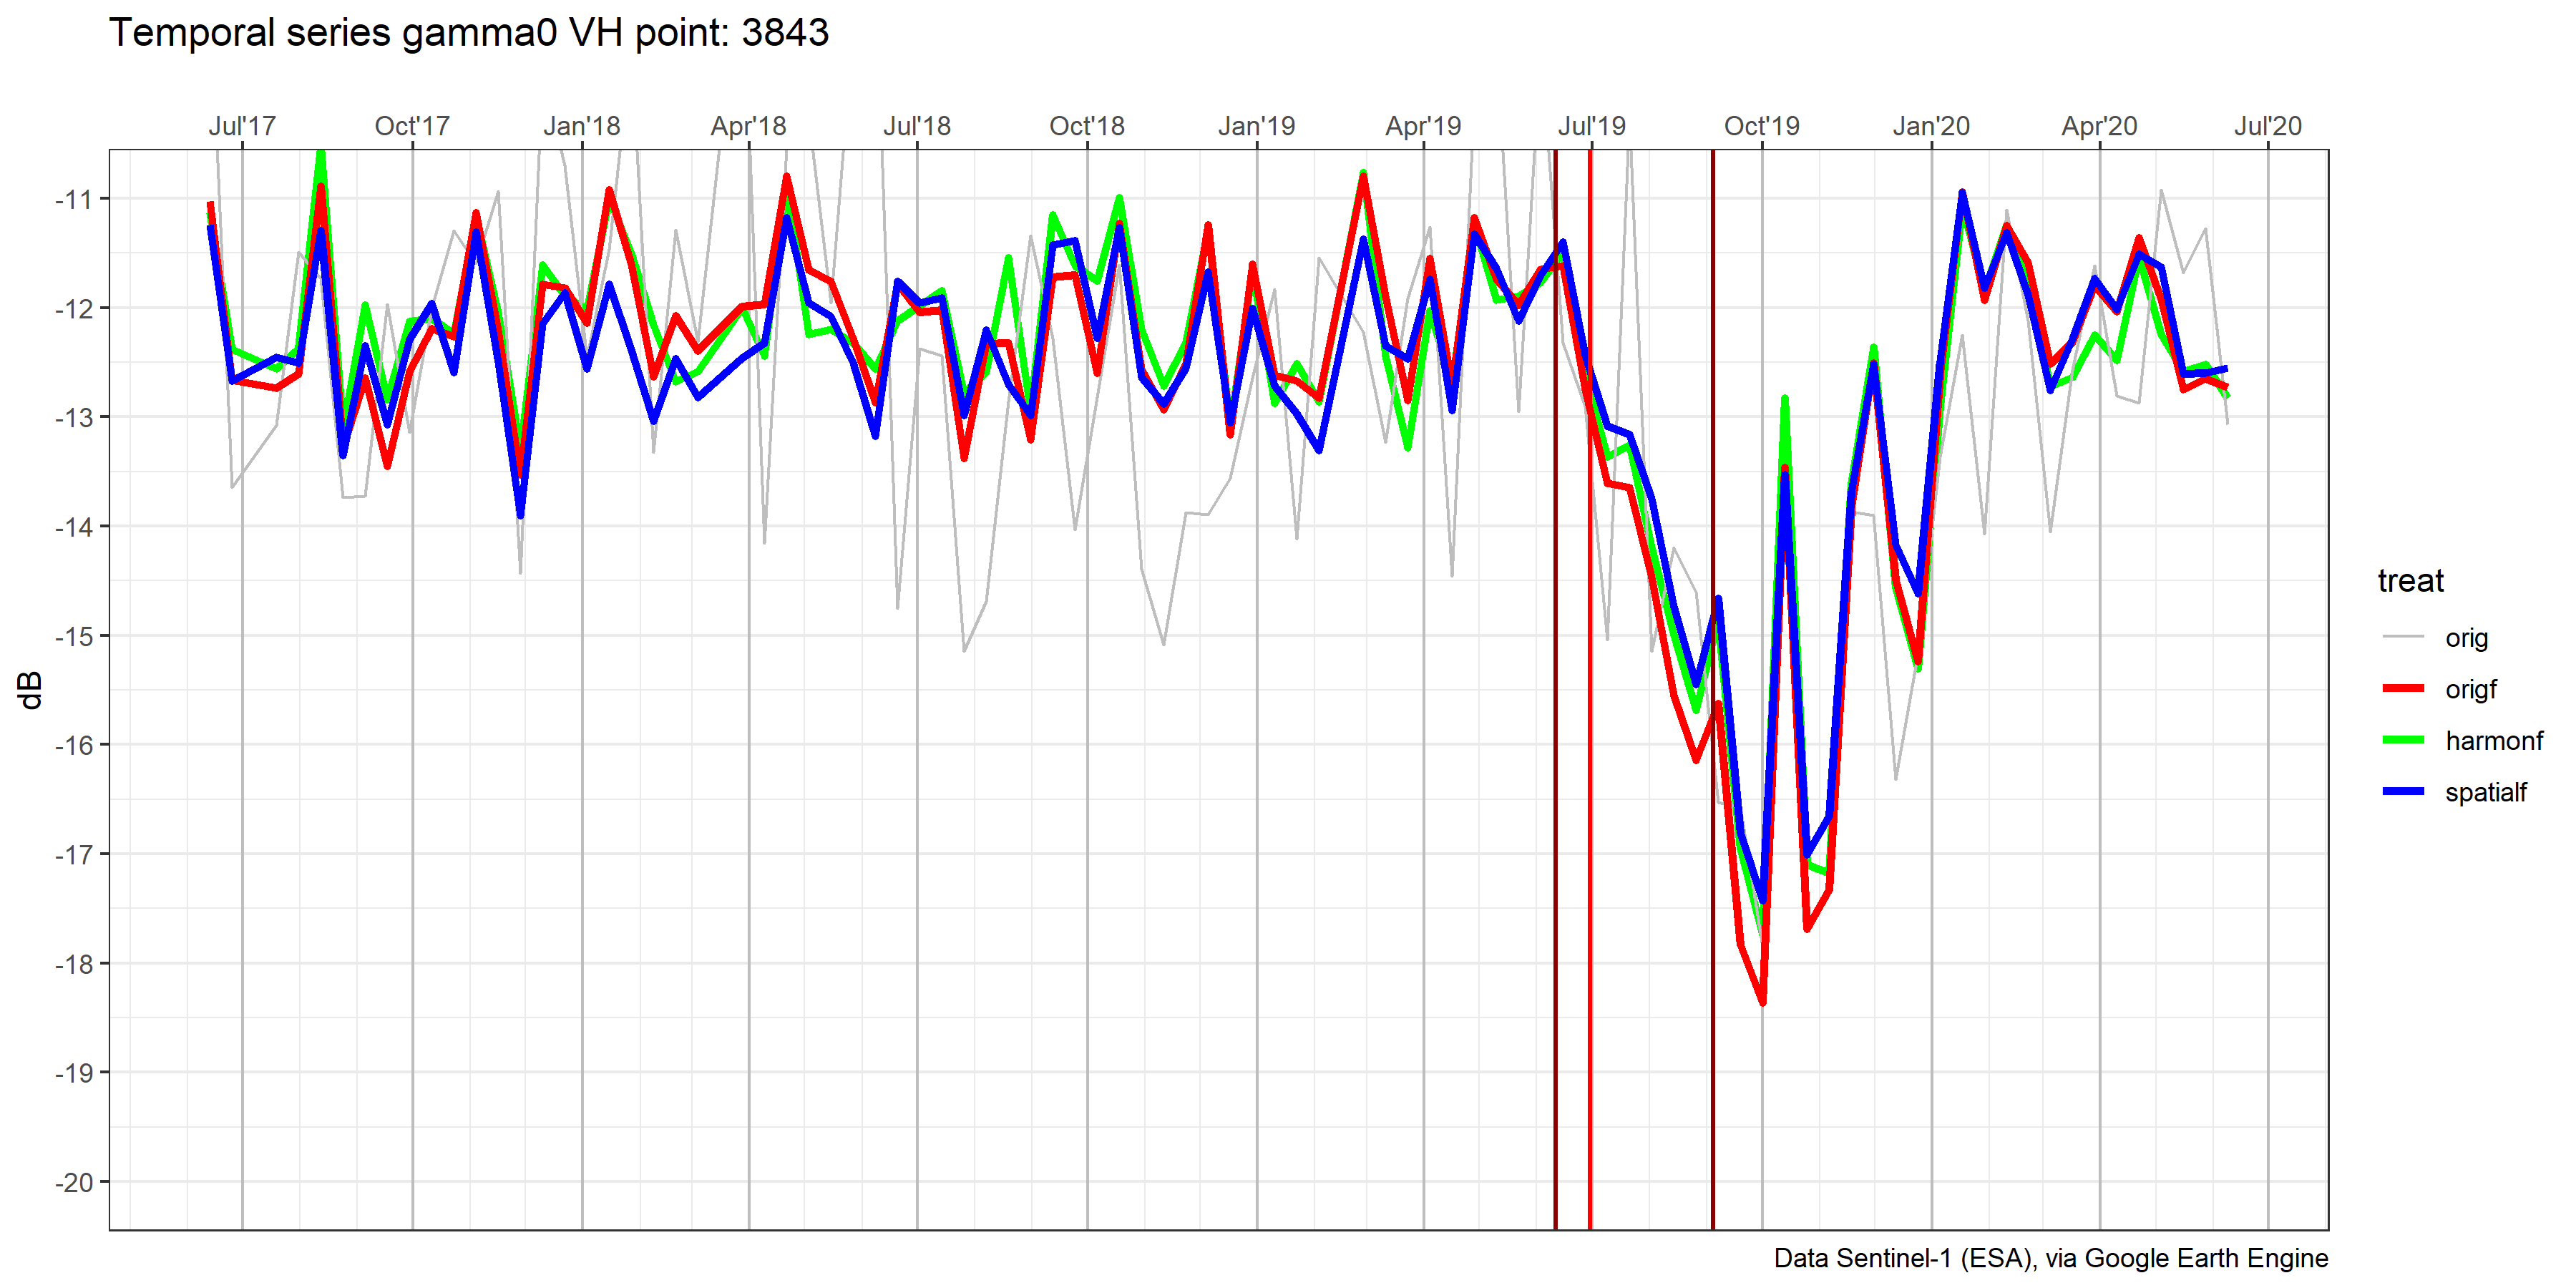 Temporal series gamma0 VH point: 3843
Jul'17 Oct'17 Jan'18 Apr'18 Jul'18 Oct'18 Jan'19 Apr'19 Jul'19 Oct'19 Jan'20 Apr'20 Jul'20
-11
-12
-13
-14
-15
-16
-17
-18
-19
-20
dB
treat
orig
origf
harmonf
spatialf
Data Sentinel-1 (ESA), via Google Earth Engine